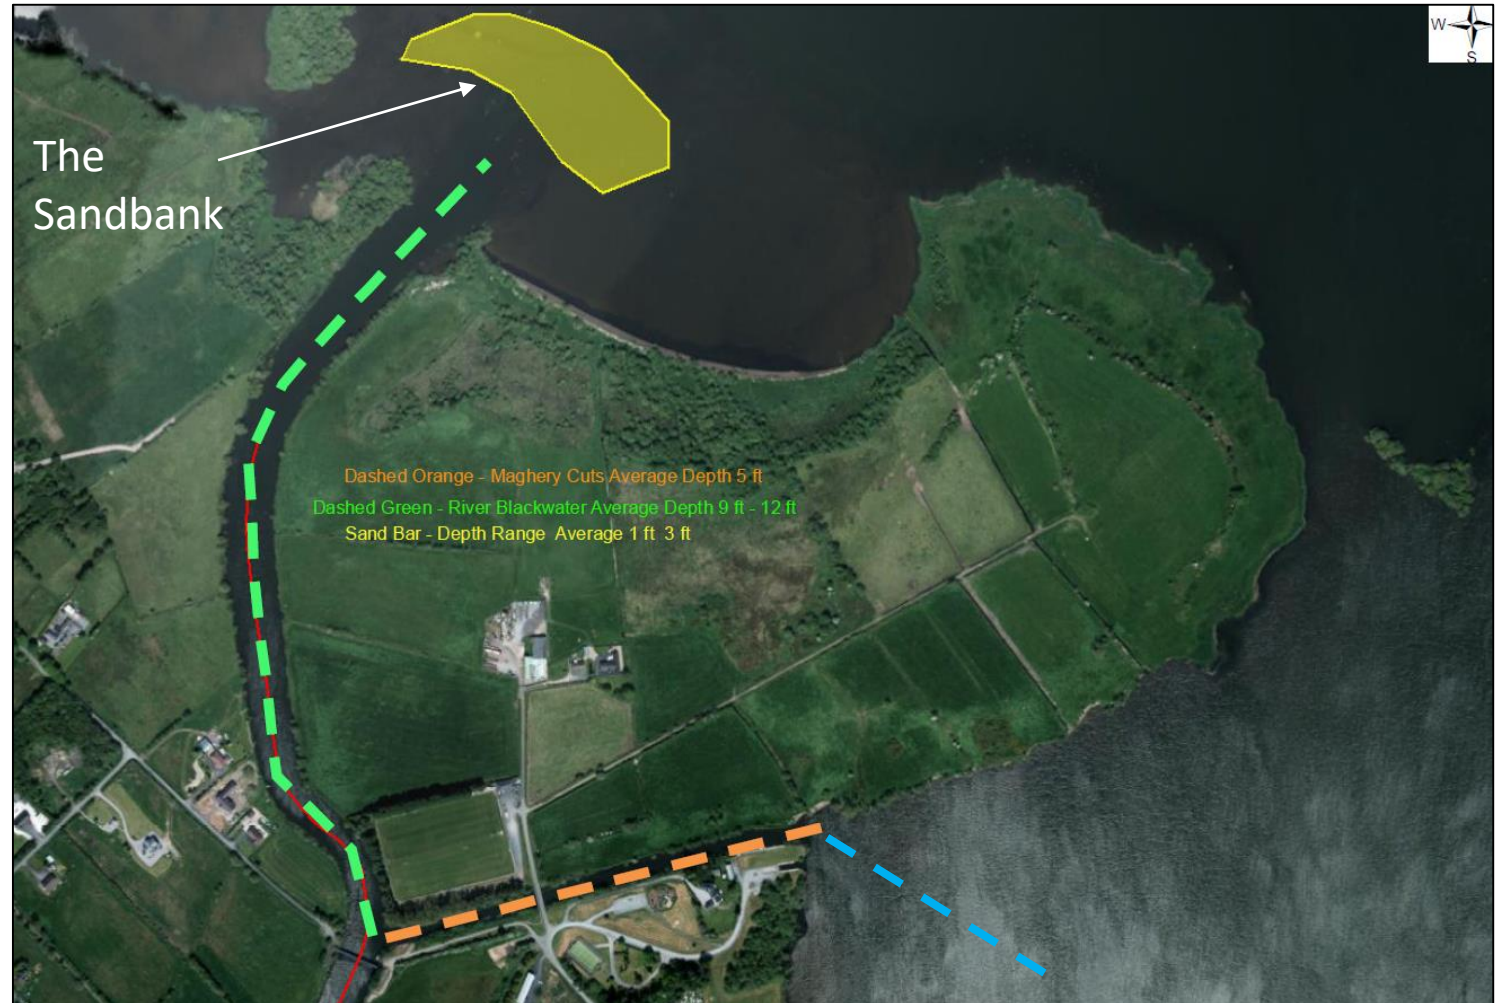 W
S
The
Sandbank
Dashed Orange - Maghery Cuts Average Depth 5 ft
Dashed Green - River Blackwater Average Depth 9 ft - 12 ft
Sand Bar - Depth Range  Average 1 ft  3 ft